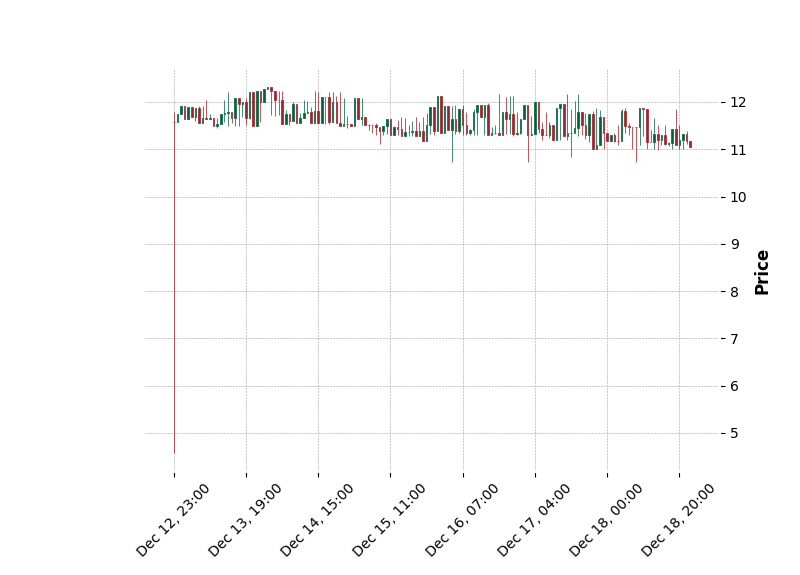 12
11
10
9
8
7
6
5
Price
Dec 12, 23:00
Dec 13, 19:00
Dec 14, 15:00
Dec 15, 11:00
Dec 16, 07:00
Dec 17, 04:00
Dec 18, 00:00
Dec 18, 20:00